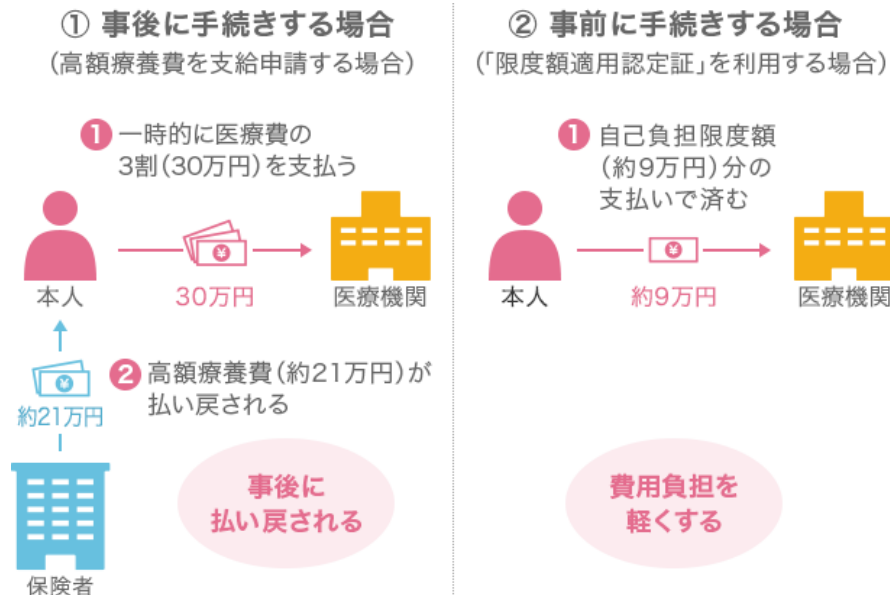 ① 事後に手続きする場合
(高額療養費を支給申請する場合)
1 一時的に医療費の
3割(30万円)を支払う
本人
30万円
医療機関
2 高額療養費(約21万円)が
払い戻される
約21万円
保険者
事後に
払い戻される
② 事前に手続きする場合
(「限度額適用認定証」を利用する場合)
1 自己負担限度額
(約9万円)分の
支払いで済む
本人
約9万円
医療機関
費用負担を
軽くする